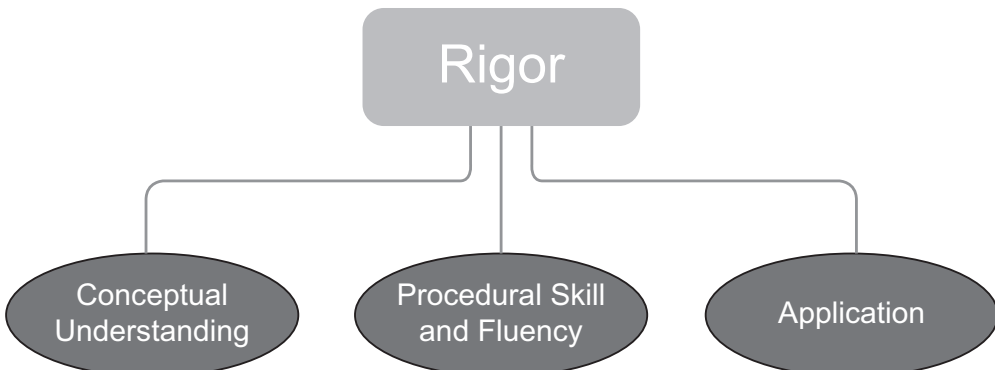 Rigor
Conceptual
Understanding
Procedural Skill
and Fluency
Application